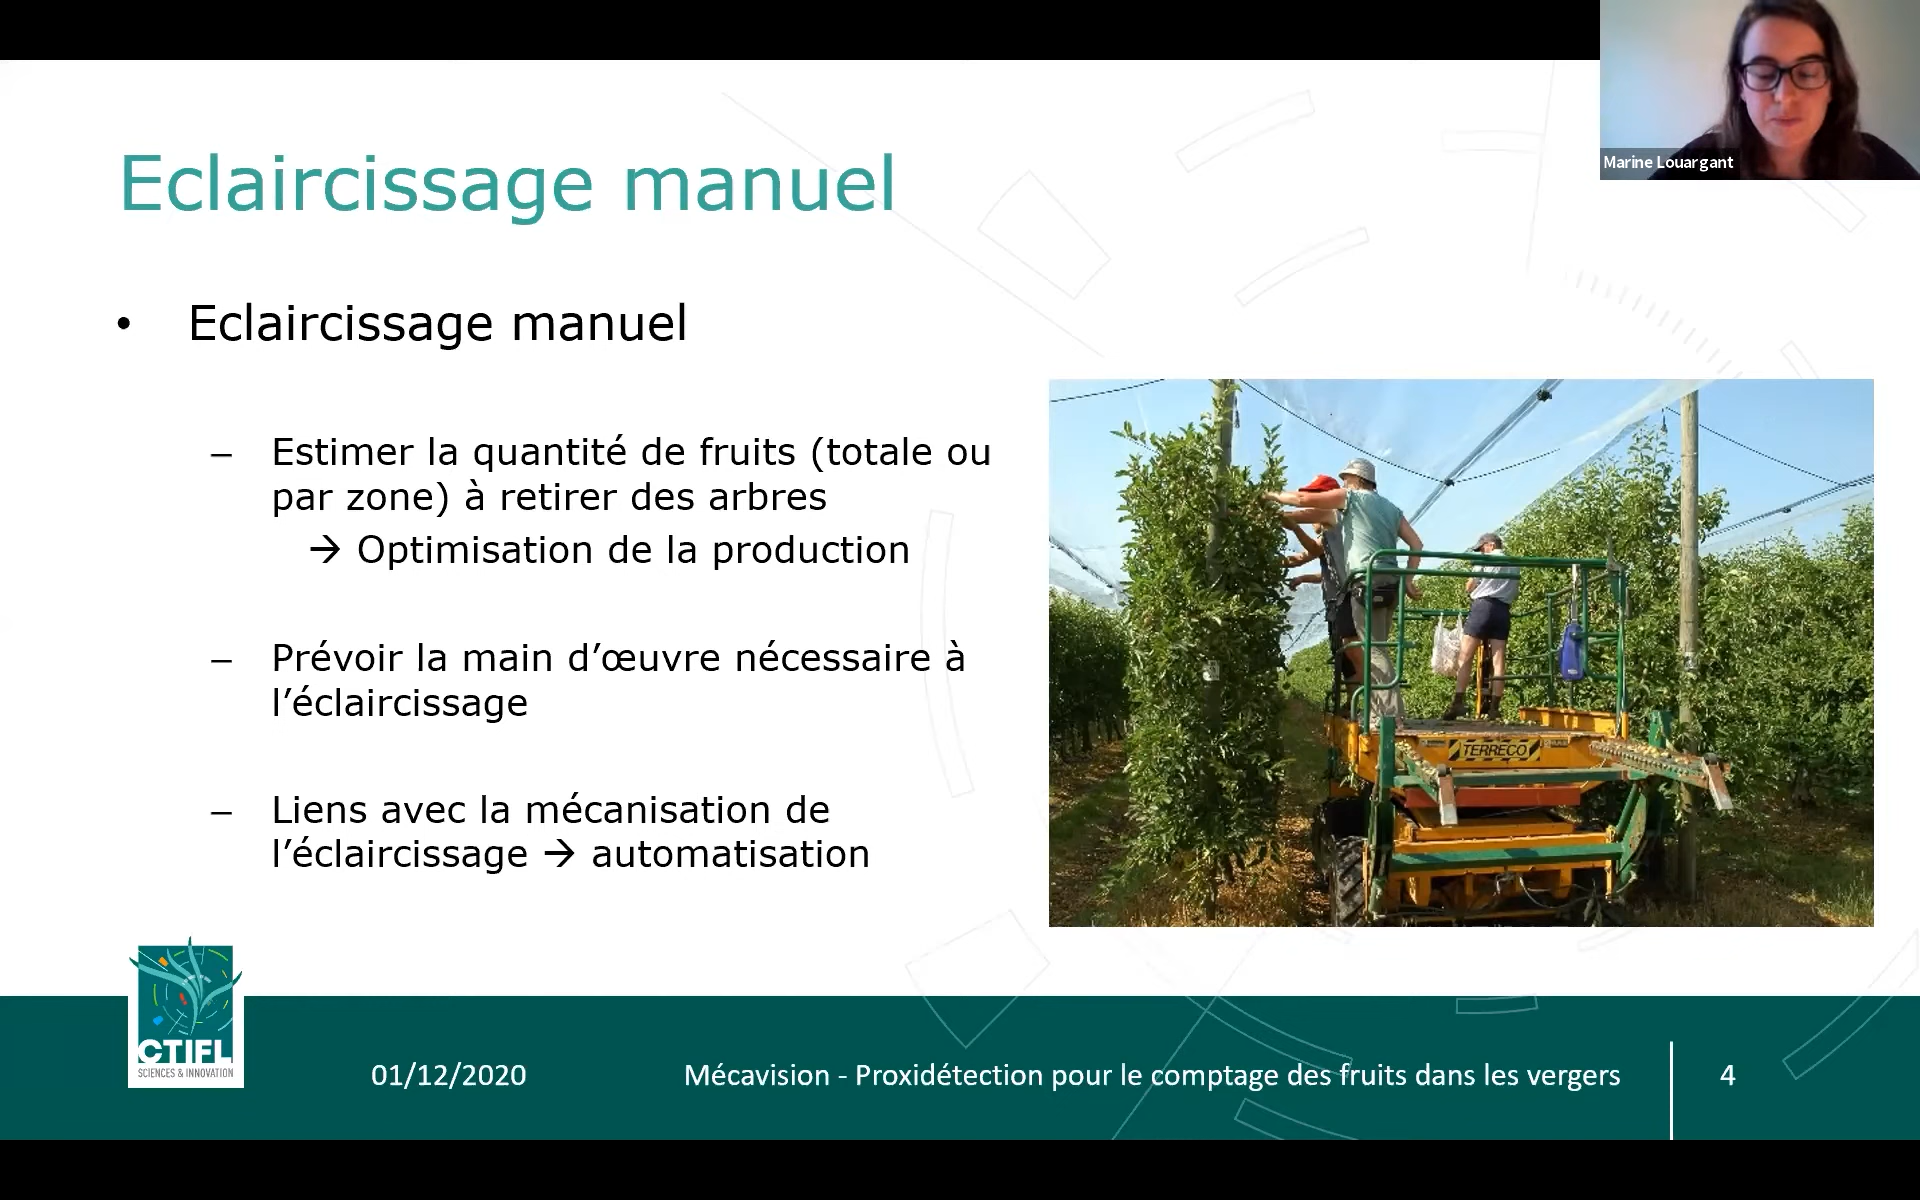 Marine Louargant
Eclaircissage manuel
• Eclaircissage manuel
– Estimer la quantité de fruits (totale ou
par zone) à retirer des arbres
→ Optimisation de la production
– Prévoir la main d’œuvre nécessaire à
l’éclaircissage
– Liens avec la mécanisation de
l’éclaircissage → automatisation
TERRECO
CTIFL
SCIENCES & INNOVATION
01/12/2020
Mécavision - Proxidétection pour le comptage des fruits dans les vergers
4